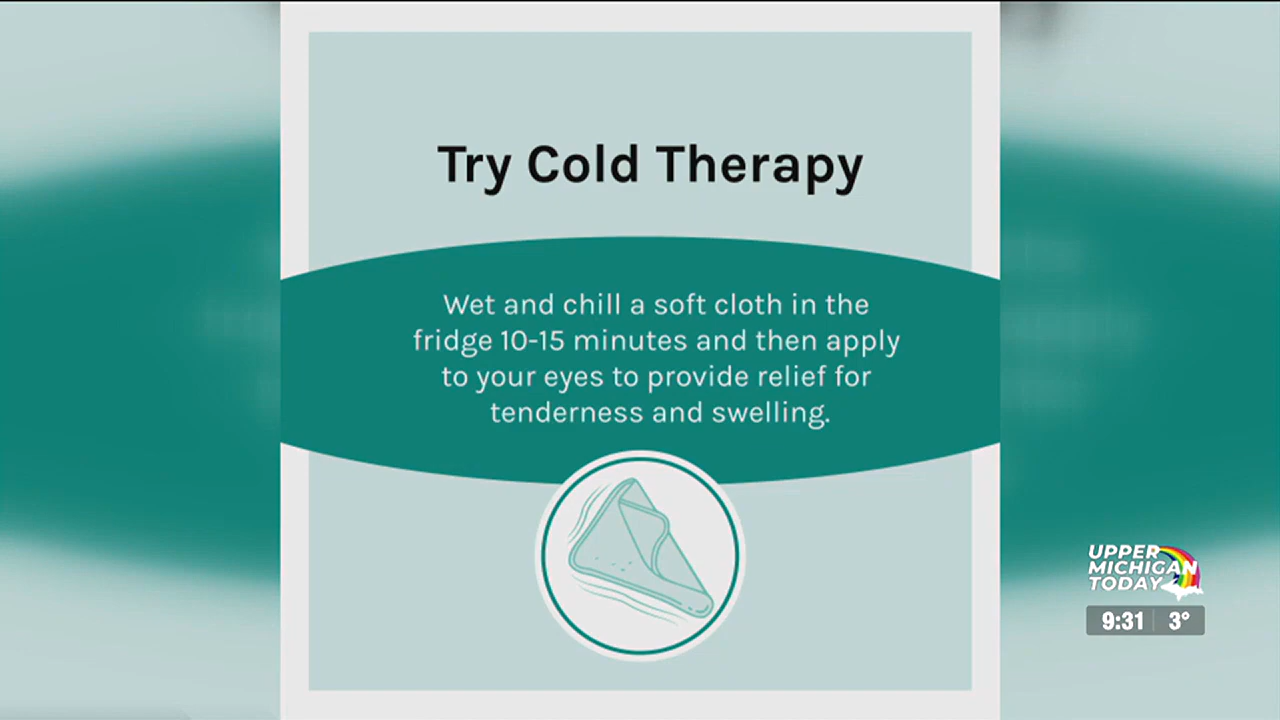 Try Cold Therapy
Wet and chill a soft cloth in the
fridge 10-15 minutes and then apply
to your eyes to provide relief for
tenderness and swelling.
UPPER
MICHIGAN
TODAY
9:31 3°